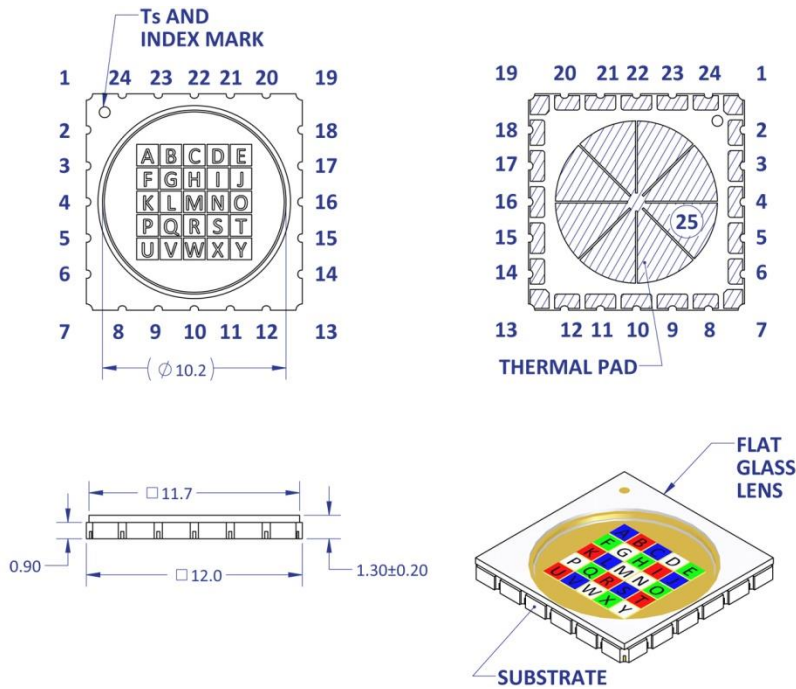 Ts AND
INDEX MARK
1 24 23 22 21 20 19
2 18
3 17
4 16
5 15
6 14
7 8 9 10 11 12 13
A B C D E
F G H I J
K L M N O
P Q R S T
U V W X Y
(Ø 10.2)
19 20 21 22 23 24 1
18 2
17 3
16 4
15 5
14 6
13 12 11 10 9 8 7
25
THERMAL PAD
□ 11.7
0.90
□ 12.0
1.30±0.20
FLAT
GLASS
LENS
A B C D E
F G H I J
K L M N O
P Q R S T
U V W X Y
SUBSTRATE